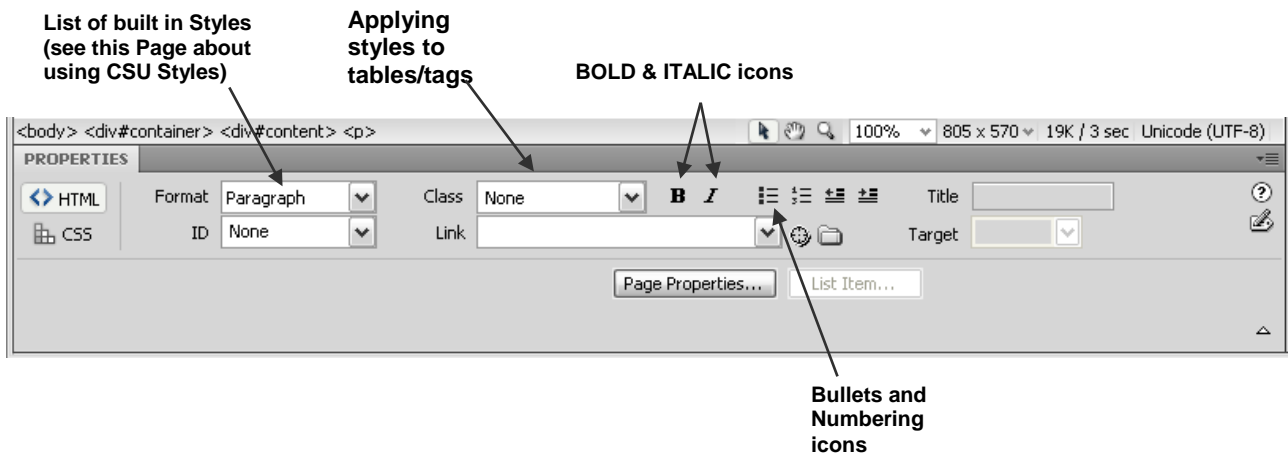 List of built in Styles
(see this Page about
using CSU Styles)
Applying
styles to
tables/tags
BOLD & ITALIC icons
<body> <div#container> <div#content> <p>
100% 805 x 570 19K / 3 sec Unicode (UTF-8)
PROPERTIES
HTML Format Paragraph Class None B I Title
CSS ID None Link Target
Page Properties... List Item...
Bullets and
Numbering
icons